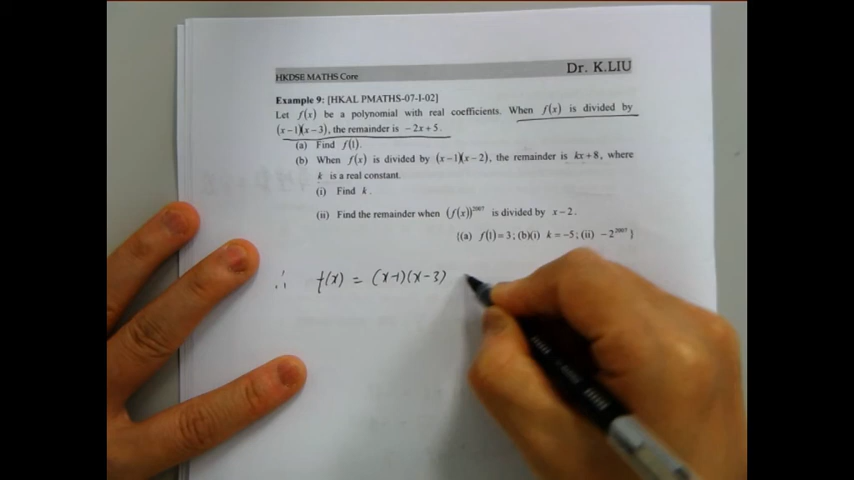 HKDSE MATHS Core Dr. K.LIU
Example 9: [HKAL PMATHS-07-I-02]
Let f(x) be a polynomial with real coefficients. When f(x) is divided by
(x−1)(x−3), the remainder is −2x+5.
(a) Find f(1).
(b) When f(x) is divided by (x−1)(x−2), the remainder is kx+8, where
k is a real constant.
(i) Find k.
(ii) Find the remainder when (f(x))²⁰⁰⁷ is divided by x−2.
{(a) f(1)=3; (b)(i) k=−5; (ii) −2²⁰⁰⁷}
∴ f(x) = (x-1)(x-3)